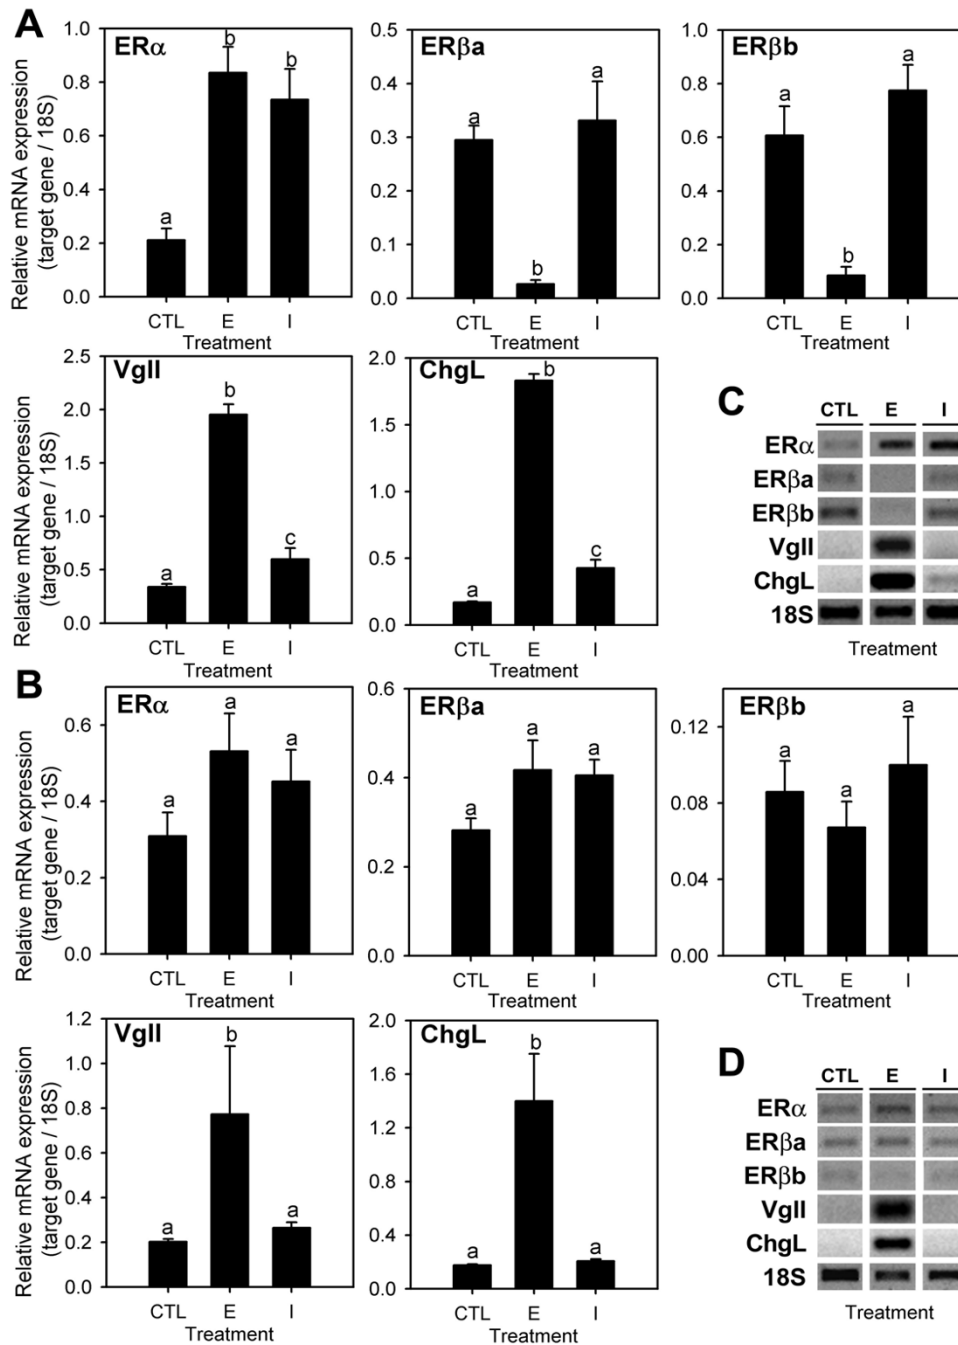 A
ERα
ERβa
ERβb
Relative mRNA expression
(target gene / 18S)
1.0
0.8
0.6
0.4
0.2
0.0
a
b
b
CTL E I
Treatment
0.5
0.4
0.3
0.2
0.1
0.0
a
b
a
CTL E I
Treatment
1.0
0.8
0.6
0.4
0.2
0.0
a
b
a
CTL E I
Treatment
VgII
Relative mRNA expression
(target gene / 18S)
2.5
2.0
1.5
1.0
0.5
0.0
a
b
c
CTL E I
Treatment
ChgL
2.0
1.5
1.0
0.5
0.0
a
b
c
CTL E I
Treatment
C
CTL E I
ERα
ERβa
ERβb
VgII
ChgL
18S
Treatment
B
ERα
Relative mRNA expression
(target gene / 18S)
0.6
0.4
0.2
0.0
a
a
a
CTL E I
Treatment
ERβa
0.6
0.4
0.2
0.0
a
a
a
CTL E I
Treatment
ERβb
0.12
0.08
0.04
0.00
a
a
a
CTL E I
Treatment
VgII
Relative mRNA expression
(target gene / 18S)
1.2
1.0
0.8
0.6
0.4
0.2
0.0
a
b
a
CTL E I
Treatment
ChgL
2.0
1.6
1.2
0.8
0.4
0.0
a
b
a
CTL E I
Treatment
D
CTL E I
ERα
ERβa
ERβb
VgII
ChgL
18S
Treatment